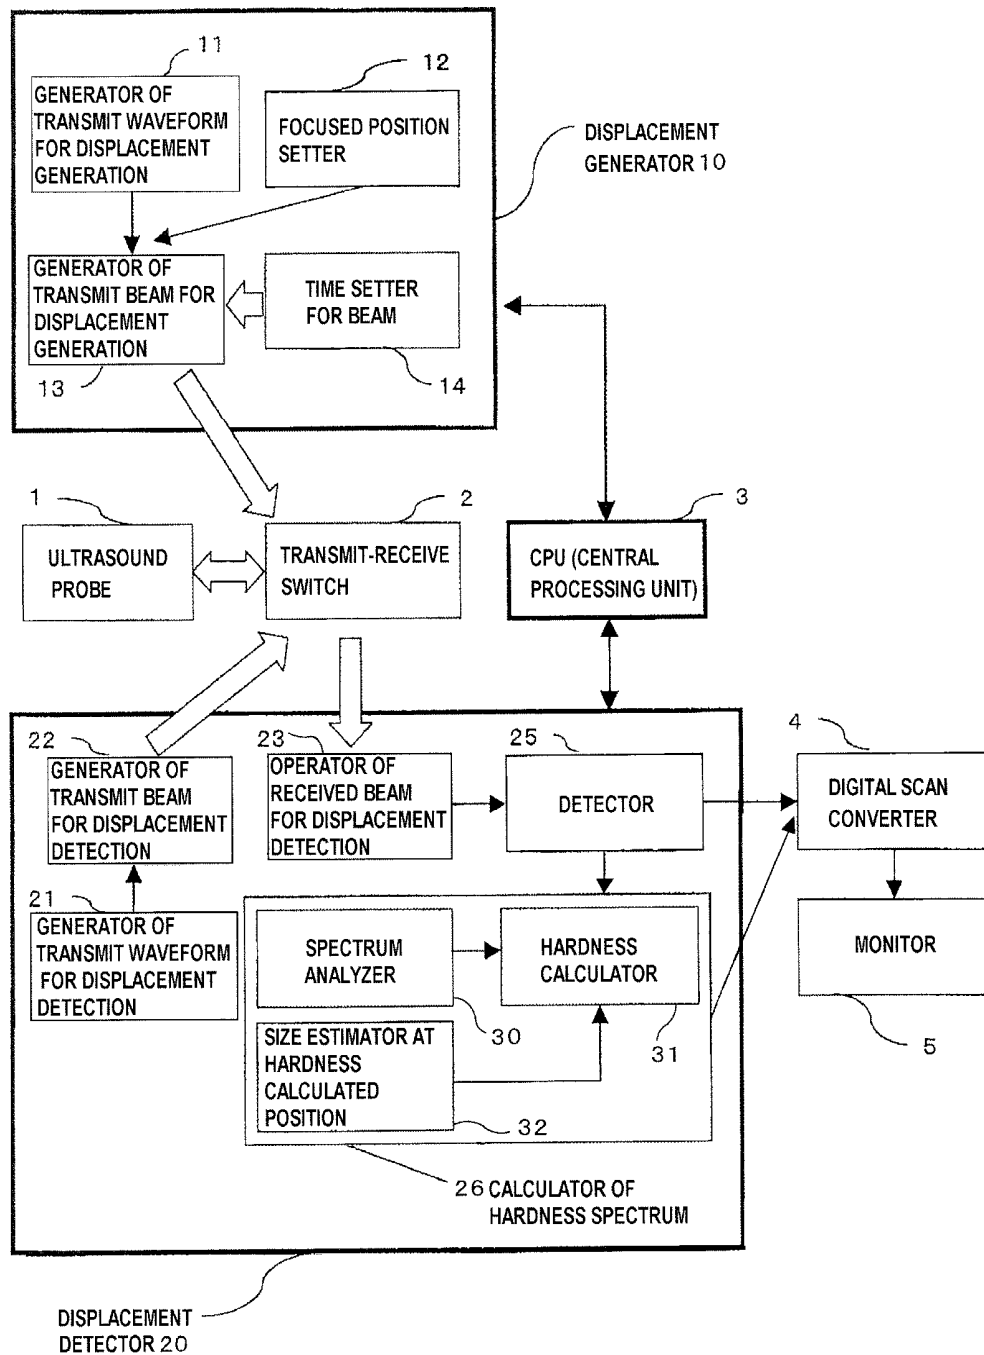 11
12
GENERATOR OF
TRANSMIT WAVEFORM
FOR DISPLACEMENT
GENERATION
FOCUSED POSITION
SETTER
DISPLACEMENT
GENERATOR 10
GENERATOR OF
TRANSMIT BEAM FOR
DISPLACEMENT
GENERATION
TIME SETTER
FOR BEAM
13
14
1
2
3
ULTRASOUND
PROBE
TRANSMIT-RECEIVE
SWITCH
CPU (CENTRAL
PROCESSING UNIT)
22
23
25
4
GENERATOR OF
TRANSMIT BEAM
FOR DISPLACEMENT
DETECTION
OPERATOR OF
RECEIVED BEAM
FOR DISPLACEMENT
DETECTION
DETECTOR
DIGITAL SCAN
CONVERTER
21
GENERATOR OF
TRANSMIT WAVEFORM
FOR DISPLACEMENT
DETECTION
SPECTRUM
ANALYZER
HARDNESS
CALCULATOR
MONITOR
30
31
5
SIZE ESTIMATOR AT
HARDNESS
CALCULATED
POSITION
32
26 CALCULATOR OF
HARDNESS SPECTRUM
DISPLACEMENT
DETECTOR 20